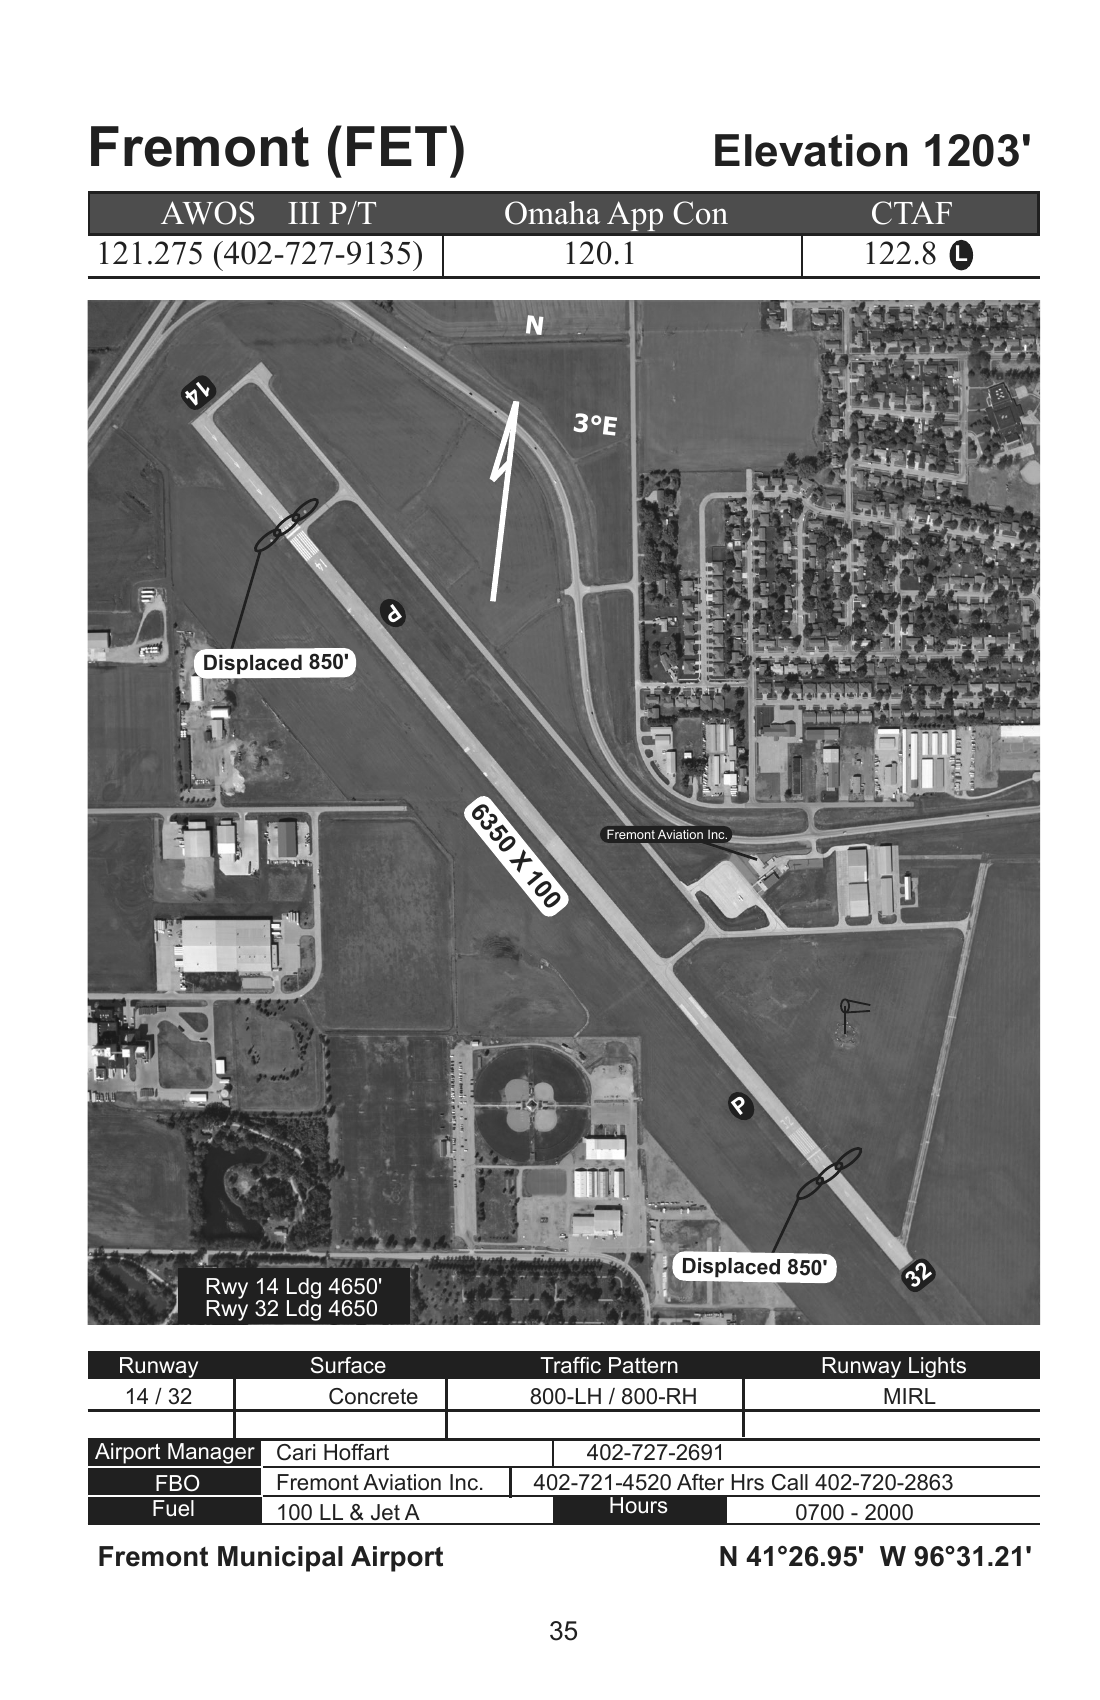 Fremont (FET) Elevation 1203'
AWOS III P/T Omaha App Con CTAF
121.275 (402-727-9135) 120.1 122.8 L
N
14
3°E
14
P
Displaced 850'
6350 X 100
Fremont Aviation Inc.
P
Displaced 850'
32
Rwy 14 Ldg 4650'
Rwy 32 Ldg 4650
Runway Surface Traffic Pattern Runway Lights
14 / 32 Concrete 800-LH / 800-RH MIRL
Airport Manager Cari Hoffart 402-727-2691
FBO Fremont Aviation Inc. 402-721-4520 After Hrs Call 402-720-2863
Fuel 100 LL & Jet A Hours 0700 - 2000
Fremont Municipal Airport N 41°26.95' W 96°31.21'
35